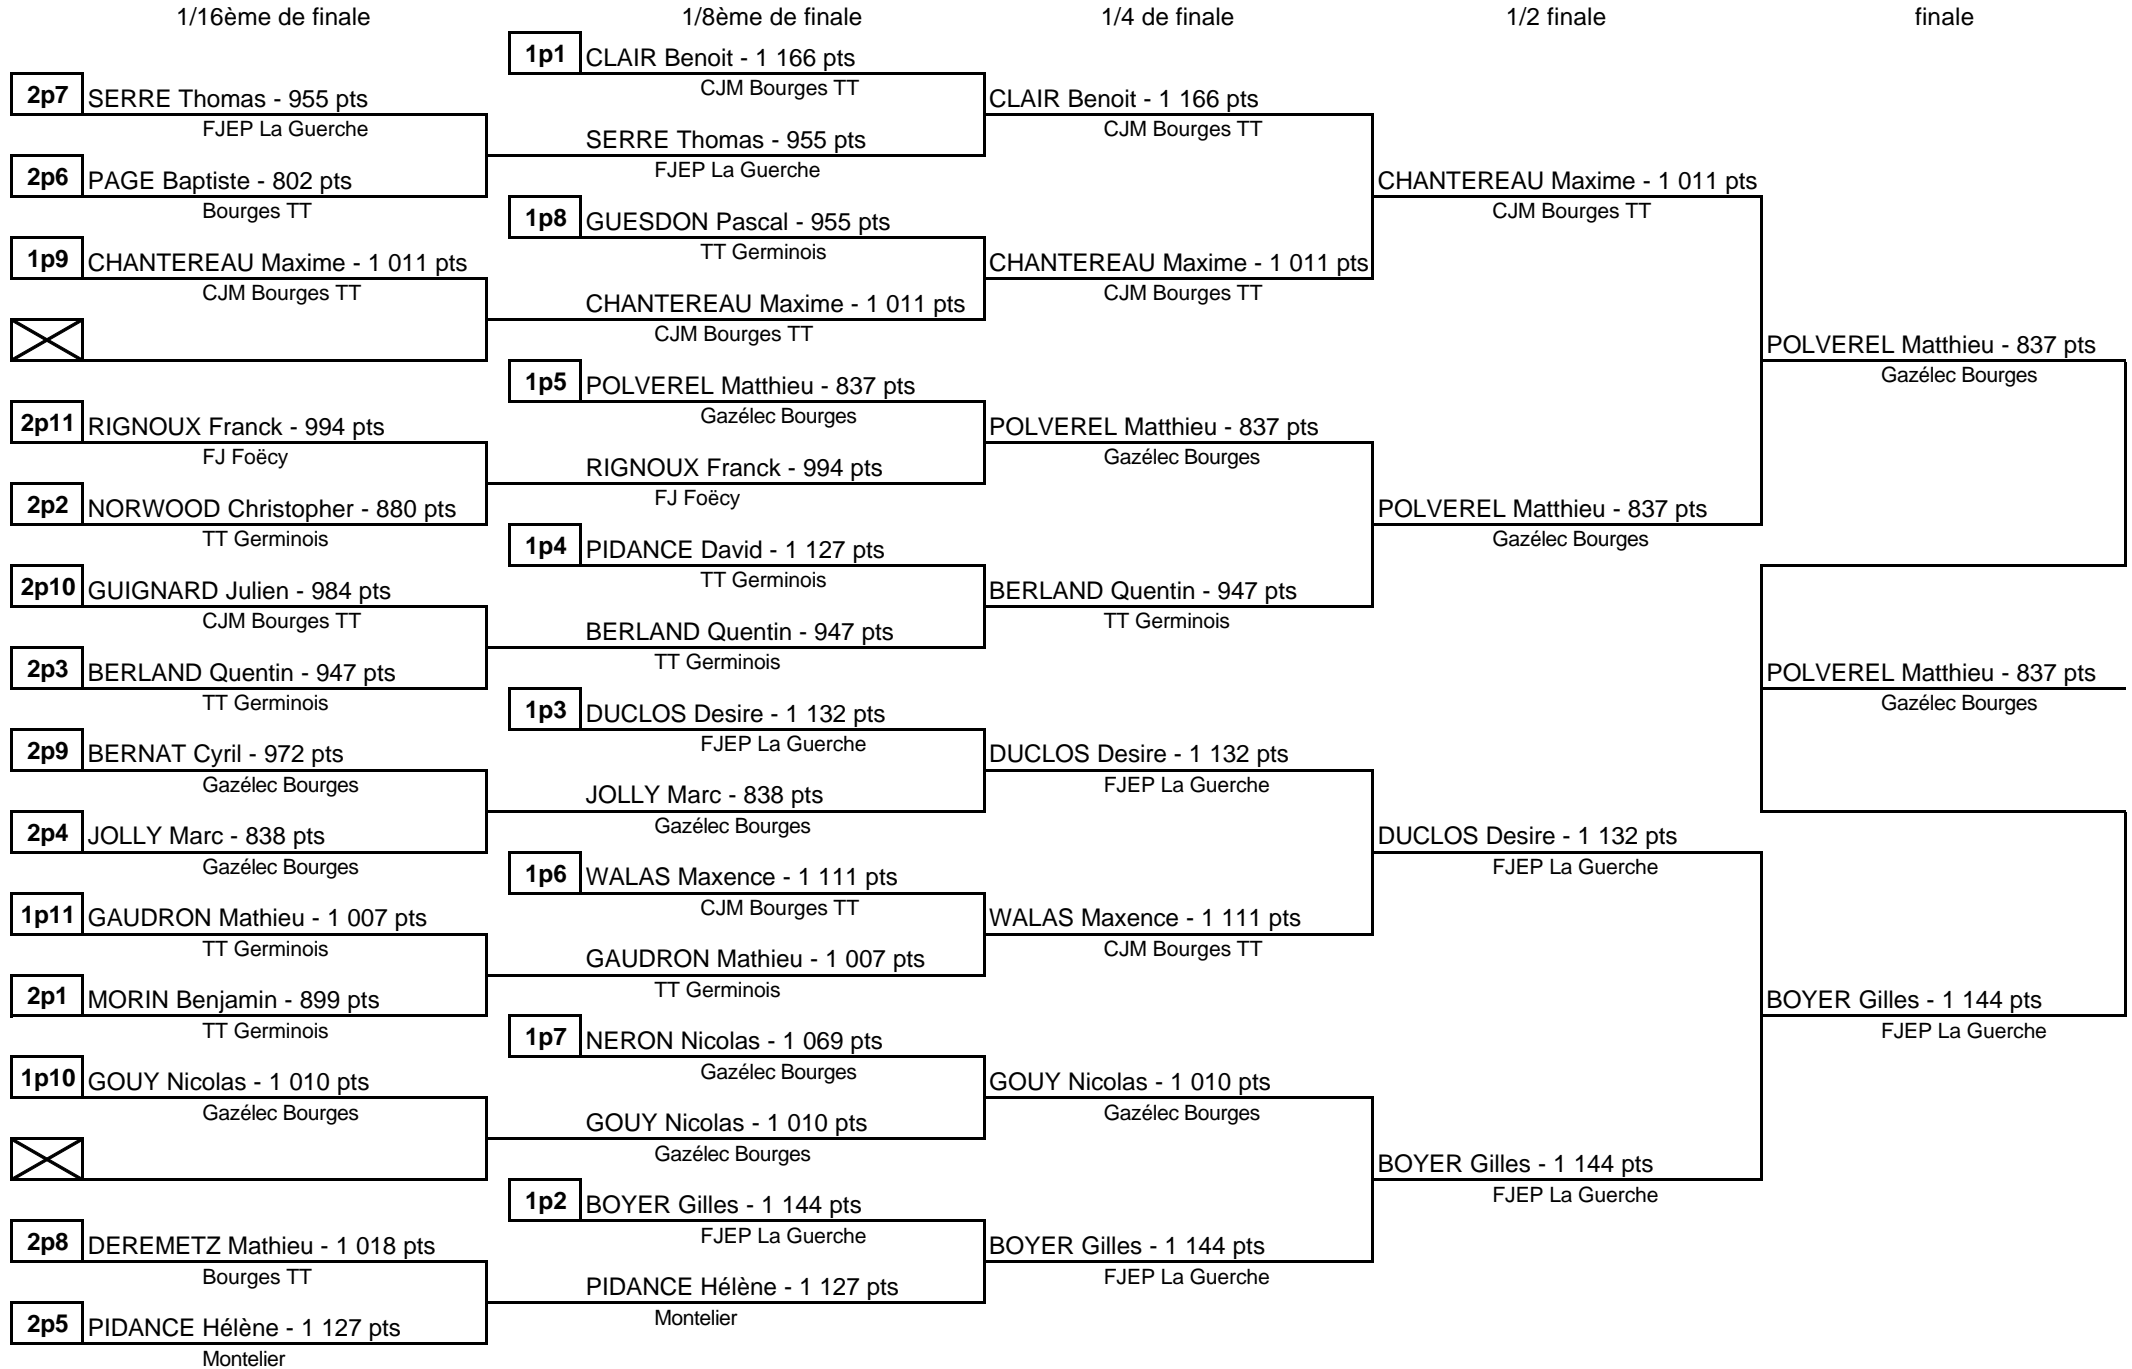 1/16ème de finale
1/8ème de finale
1/4 de finale
1/2 finale
finale
2p7 SERRE Thomas - 955 pts
FJEP La Guerche
2p6 PAGE Baptiste - 802 pts
Bourges TT
1p9 CHANTEREAU Maxime - 1 011 pts
CJM Bourges TT
2p11 RIGNOUX Franck - 994 pts
FJ Foëcy
2p2 NORWOOD Christopher - 880 pts
TT Germinois
2p10 GUIGNARD Julien - 984 pts
CJM Bourges TT
2p3 BERLAND Quentin - 947 pts
TT Germinois
2p9 BERNAT Cyril - 972 pts
Gazélec Bourges
2p4 JOLLY Marc - 838 pts
Gazélec Bourges
1p11 GAUDRON Mathieu - 1 007 pts
TT Germinois
2p1 MORIN Benjamin - 899 pts
TT Germinois
1p10 GOUY Nicolas - 1 010 pts
Gazélec Bourges
2p8 DEREMETZ Mathieu - 1 018 pts
Bourges TT
2p5 PIDANCE Hélène - 1 127 pts
Montelier
1p1 CLAIR Benoit - 1 166 pts
CJM Bourges TT
SERRE Thomas - 955 pts
FJEP La Guerche
1p8 GUESDON Pascal - 955 pts
TT Germinois
CHANTEREAU Maxime - 1 011 pts
CJM Bourges TT
1p5 POLVEREL Matthieu - 837 pts
Gazélec Bourges
RIGNOUX Franck - 994 pts
FJ Foëcy
1p4 PIDANCE David - 1 127 pts
TT Germinois
BERLAND Quentin - 947 pts
TT Germinois
1p3 DUCLOS Desire - 1 132 pts
FJEP La Guerche
JOLLY Marc - 838 pts
Gazélec Bourges
1p6 WALAS Maxence - 1 111 pts
CJM Bourges TT
GAUDRON Mathieu - 1 007 pts
TT Germinois
1p7 NERON Nicolas - 1 069 pts
Gazélec Bourges
GOUY Nicolas - 1 010 pts
Gazélec Bourges
1p2 BOYER Gilles - 1 144 pts
FJEP La Guerche
PIDANCE Hélène - 1 127 pts
Montelier
CLAIR Benoit - 1 166 pts
CJM Bourges TT
CHANTEREAU Maxime - 1 011 pts
CJM Bourges TT
POLVEREL Matthieu - 837 pts
Gazélec Bourges
BERLAND Quentin - 947 pts
TT Germinois
DUCLOS Desire - 1 132 pts
FJEP La Guerche
WALAS Maxence - 1 111 pts
CJM Bourges TT
GOUY Nicolas - 1 010 pts
Gazélec Bourges
BOYER Gilles - 1 144 pts
FJEP La Guerche
CHANTEREAU Maxime - 1 011 pts
CJM Bourges TT
POLVEREL Matthieu - 837 pts
Gazélec Bourges
DUCLOS Desire - 1 132 pts
FJEP La Guerche
BOYER Gilles - 1 144 pts
FJEP La Guerche
POLVEREL Matthieu - 837 pts
Gazélec Bourges
POLVEREL Matthieu - 837 pts
Gazélec Bourges
BOYER Gilles - 1 144 pts
FJEP La Guerche